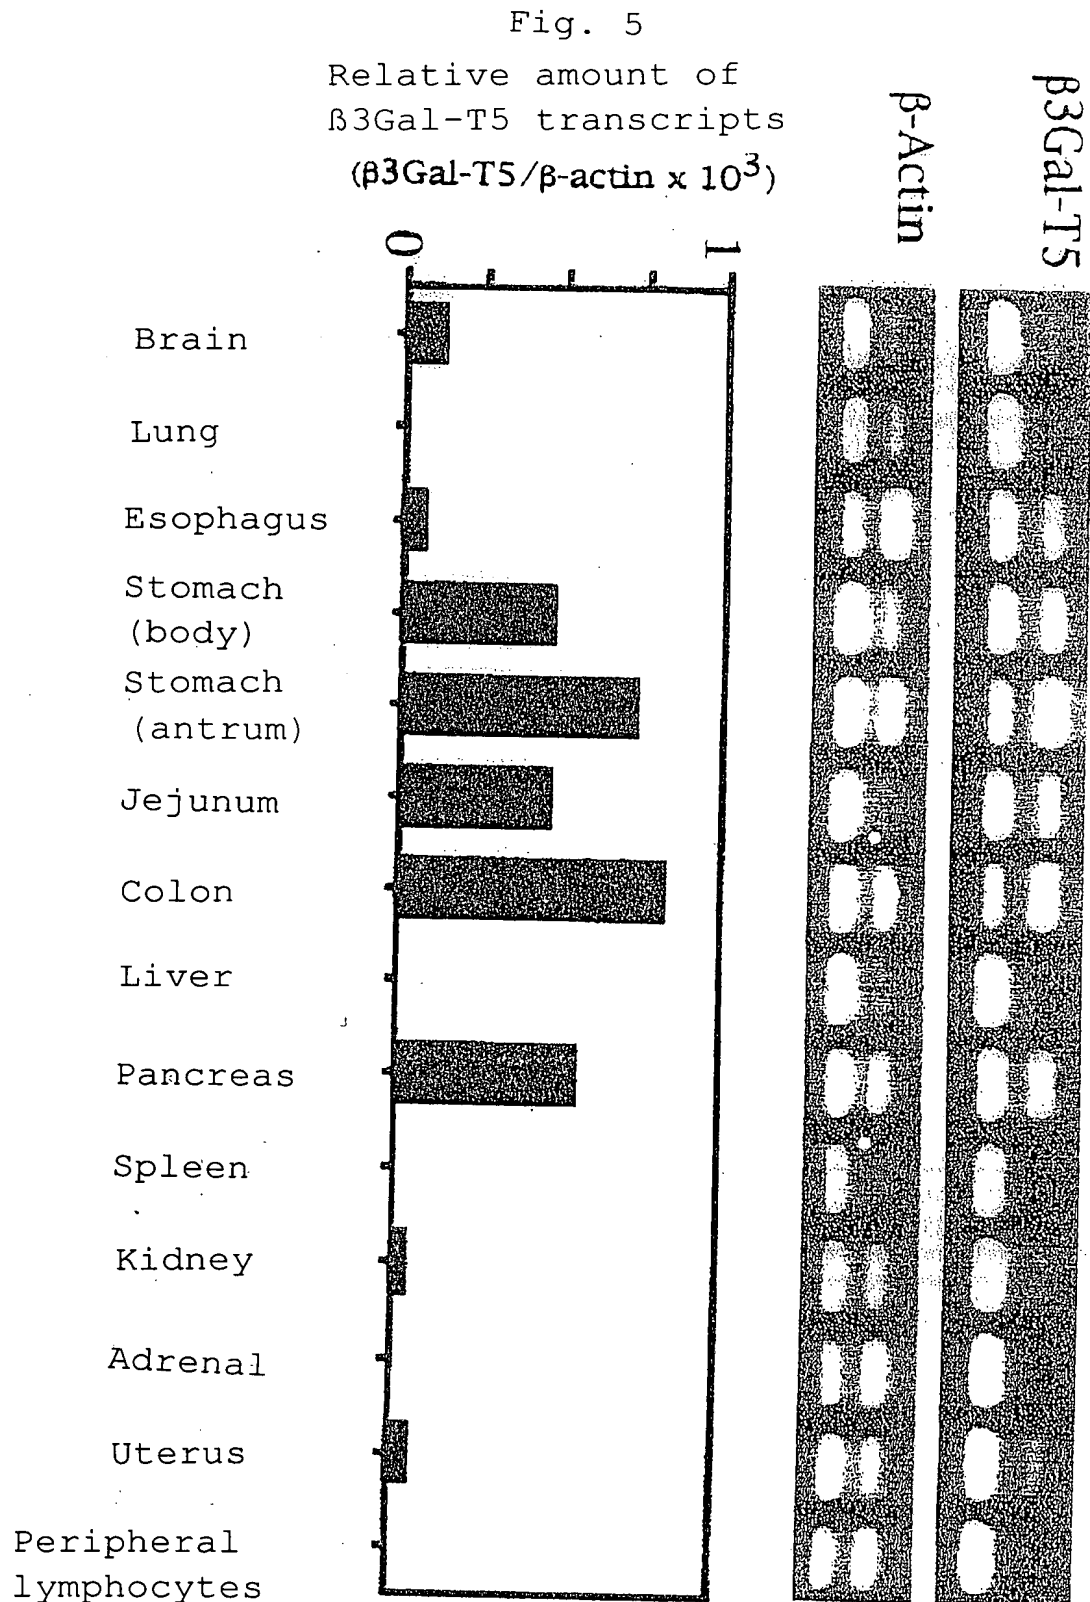 Fig. 5
Relative amount of
β3Gal-T5 transcripts
(β3Gal-T5/β-actin x 10³)
β-Actin
β3Gal-T5
0
1
Brain
Lung
Esophagus
Stomach
(body)
Stomach
(antrum)
Jejunum
Colon
Liver
Pancreas
Spleen
Kidney
Adrenal
Uterus
Peripheral
lymphocytes